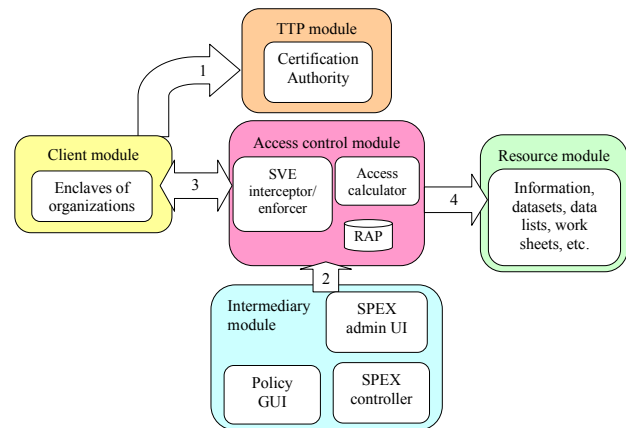 TTP module
Certification
Authority
1
Client module
Enclaves of
organizations
3
Access control module
SVE
interceptor/
enforcer
Access
calculator
RAP
4
Resource module
Information,
datasets, data
lists, work
sheets, etc.
2
Intermediary
module
SPEX
admin UI
Policy
GUI
SPEX
controller